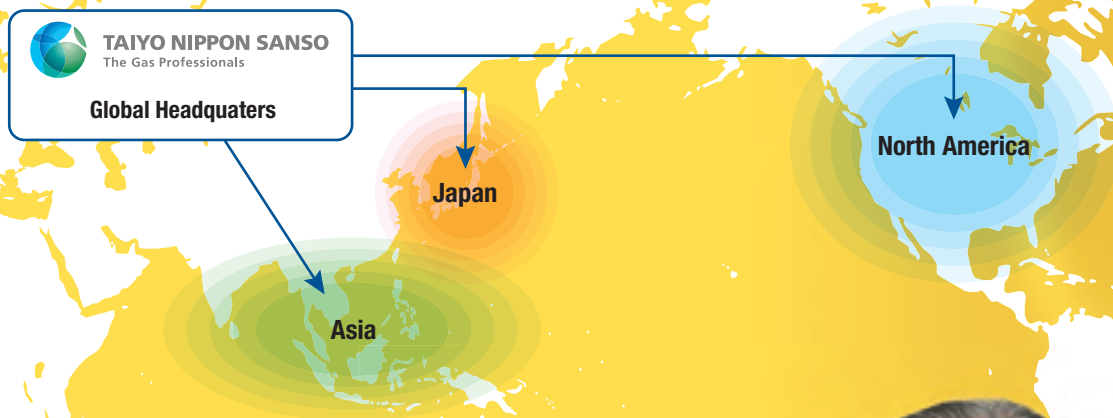 TAIYO NIPPON SANSO
The Gas Professionals
Global Headquaters
North America
Japan
Asia